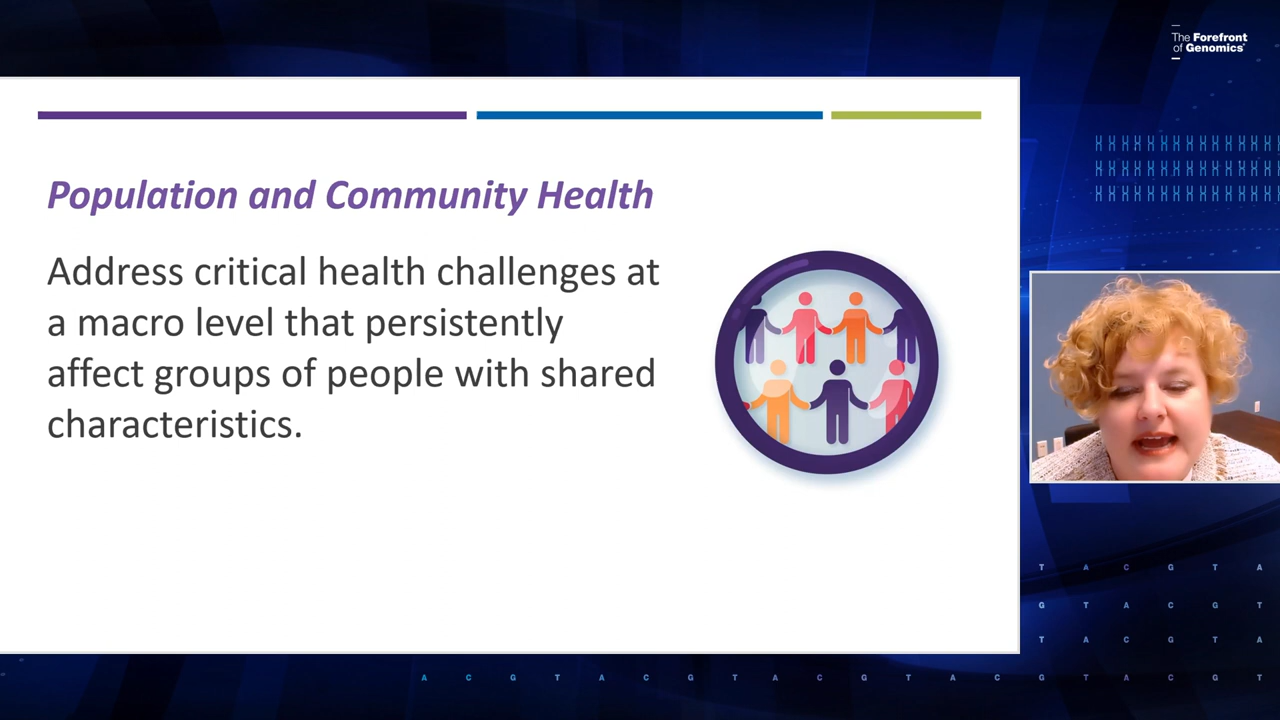 The Forefront
of Genomics®
Population and Community Health
Address critical health challenges at
a macro level that persistently
affect groups of people with shared
characteristics.
T A C G T A
G T A C G T
T A C G T A
A C G T A C G T A C G T A C G T A C G T